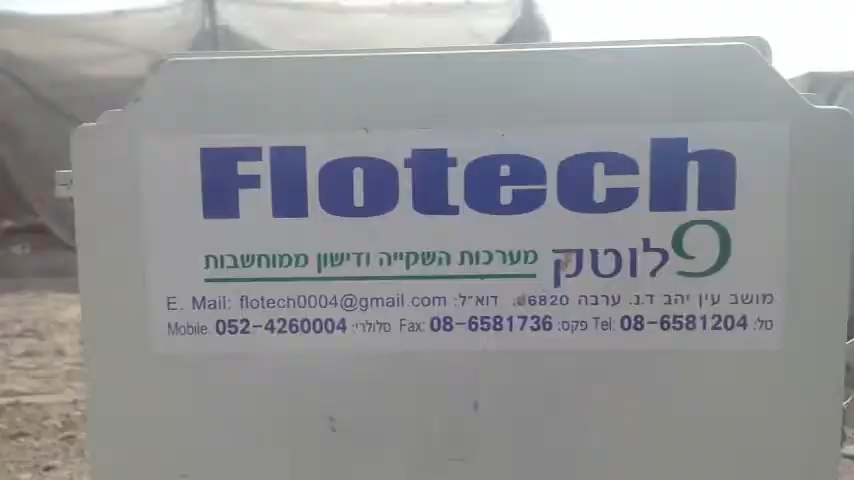 Flotech
פלוטק מערכות השקייה ודישון ממוחשבות
מושב עין יהב ד.נ. ערבה 86820. דוא"ל: E. Mail: flotech0004@gmail.com
טל: Tel: 08-6581204 פקס: Fax: 08-6581736 סלולרי: Mobile: 052-4260004